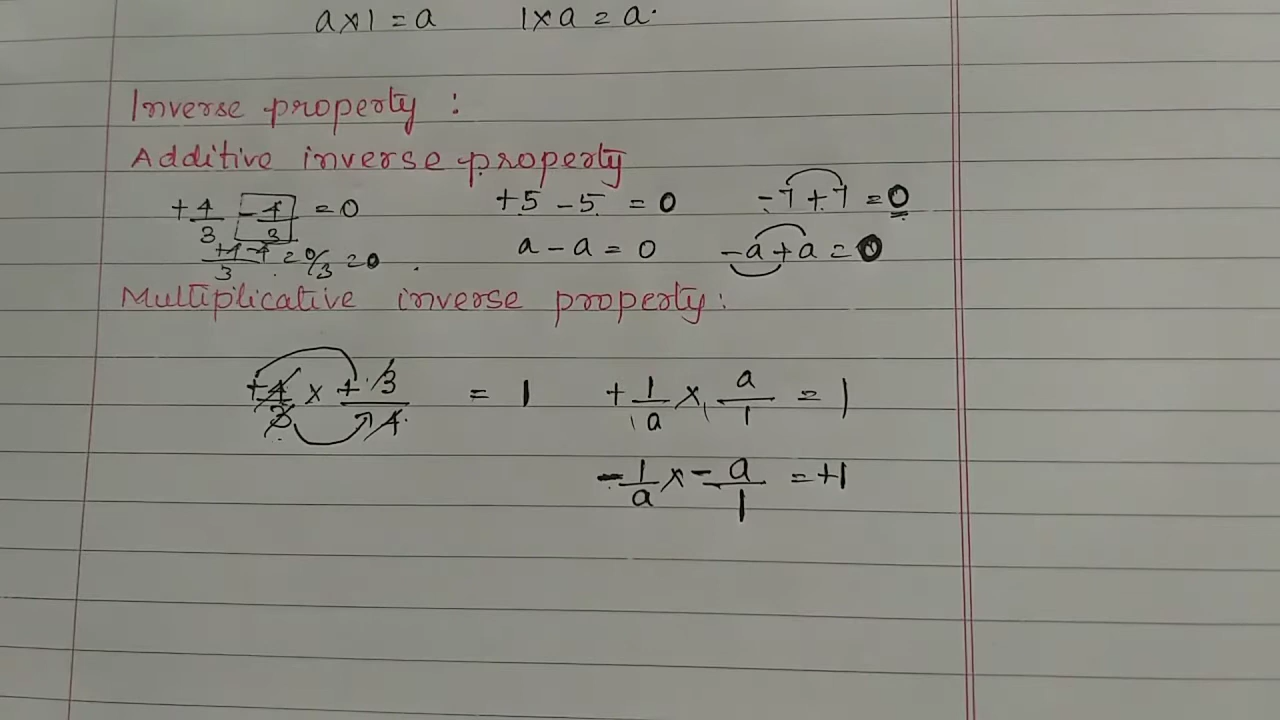 a×1 = a 1×a = a.
Inverse property :
Additive inverse property
+4/3 -4/3 = 0 +5 -5 = 0 -7+7 = 0
+4-4/3 = 0/3 = 0 a - a = 0 -a+a = 0
Multiplicative inverse property :
+4/3 × +3/4 = 1 +1/a × a/1 = 1
-1/a × -a/1 = +1